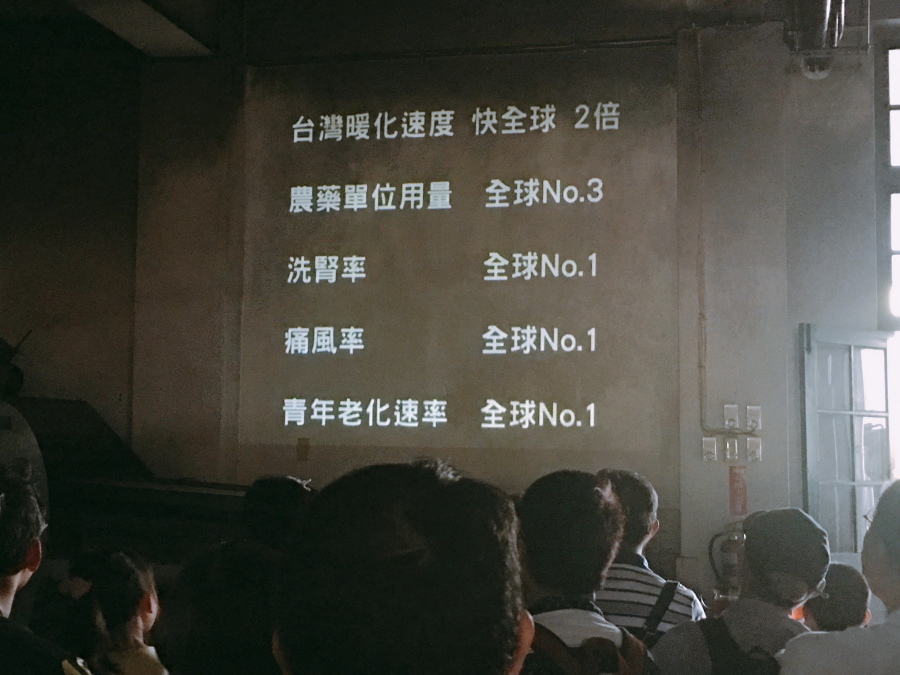 台灣暖化速度 快全球 2倍
農藥單位用量 全球No.3
洗腎率 全球No.1
痛風率 全球No.1
青年老化速率 全球No.1